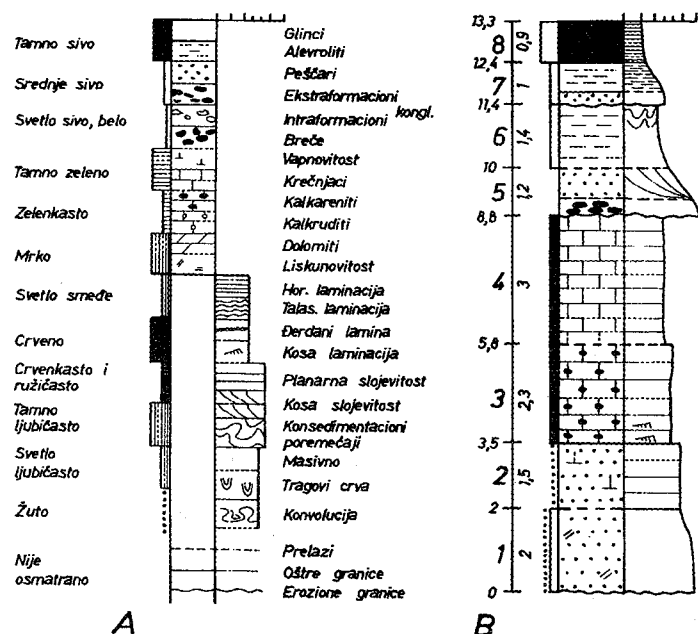 Tamno sivo
Srednje sivo
Svetlo sivo, belo
Tamno zeleno
Zelenkasto
Mrko
Svetlo smeđe
Crveno
Crvenkasto i
ružičasto
Tamno
ljubičasto
Svetlo
ljubičasto
Žuto
Nije
osmatrano
Glinci
Alevroliti
Peščari
Ekstraformacioni
Intraformacioni kongl.
Breče
Vapnovitost
Krečnjaci
Kalkareniti
Kalkruditi
Dolomiti
Liskunovitost
Hor. laminacija
Talas. laminacija
Đerdani lamina
Kosa laminacija
Planarna slojevitost
Kosa slojevitost
Konsedimentacioni
poremećaji
Masivno
Tragovi crva
Konvolucija
Prelazi
Oštre granice
Erozione granice
A
13,3
8 0,9
12,4
7 1
11,4
6 1,4
10
5 1,2
8,8
4 3
5,8
3 2,3
3,5
2 1,5
2
1 2
0
B